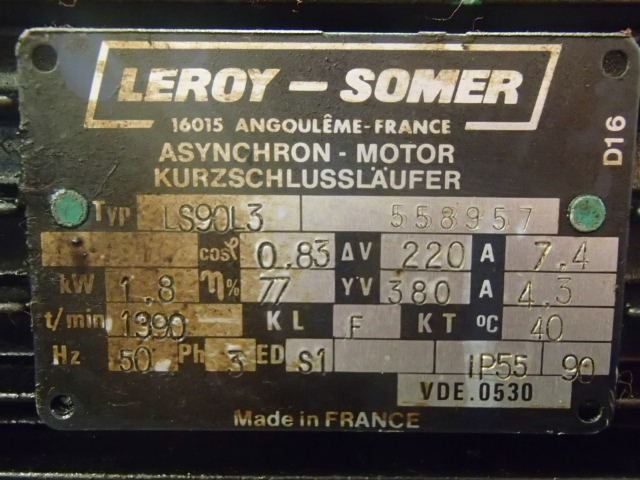 LEROY-SOMER
16015 ANGOULÊME-FRANCE
D16
ASYNCHRON-MOTOR
KURZSCHLUSSLÄUFER
TYP LS90L3 558957
cosφ 0.83 ΔV 220 A 7.4
kW 1,8 η% 77 YV 380 A 4.3
t/min 1390 KL F KT °C 40
Hz 50 Ph 3 ED S1 IP55 90
VDE.0530
Made in FRANCE